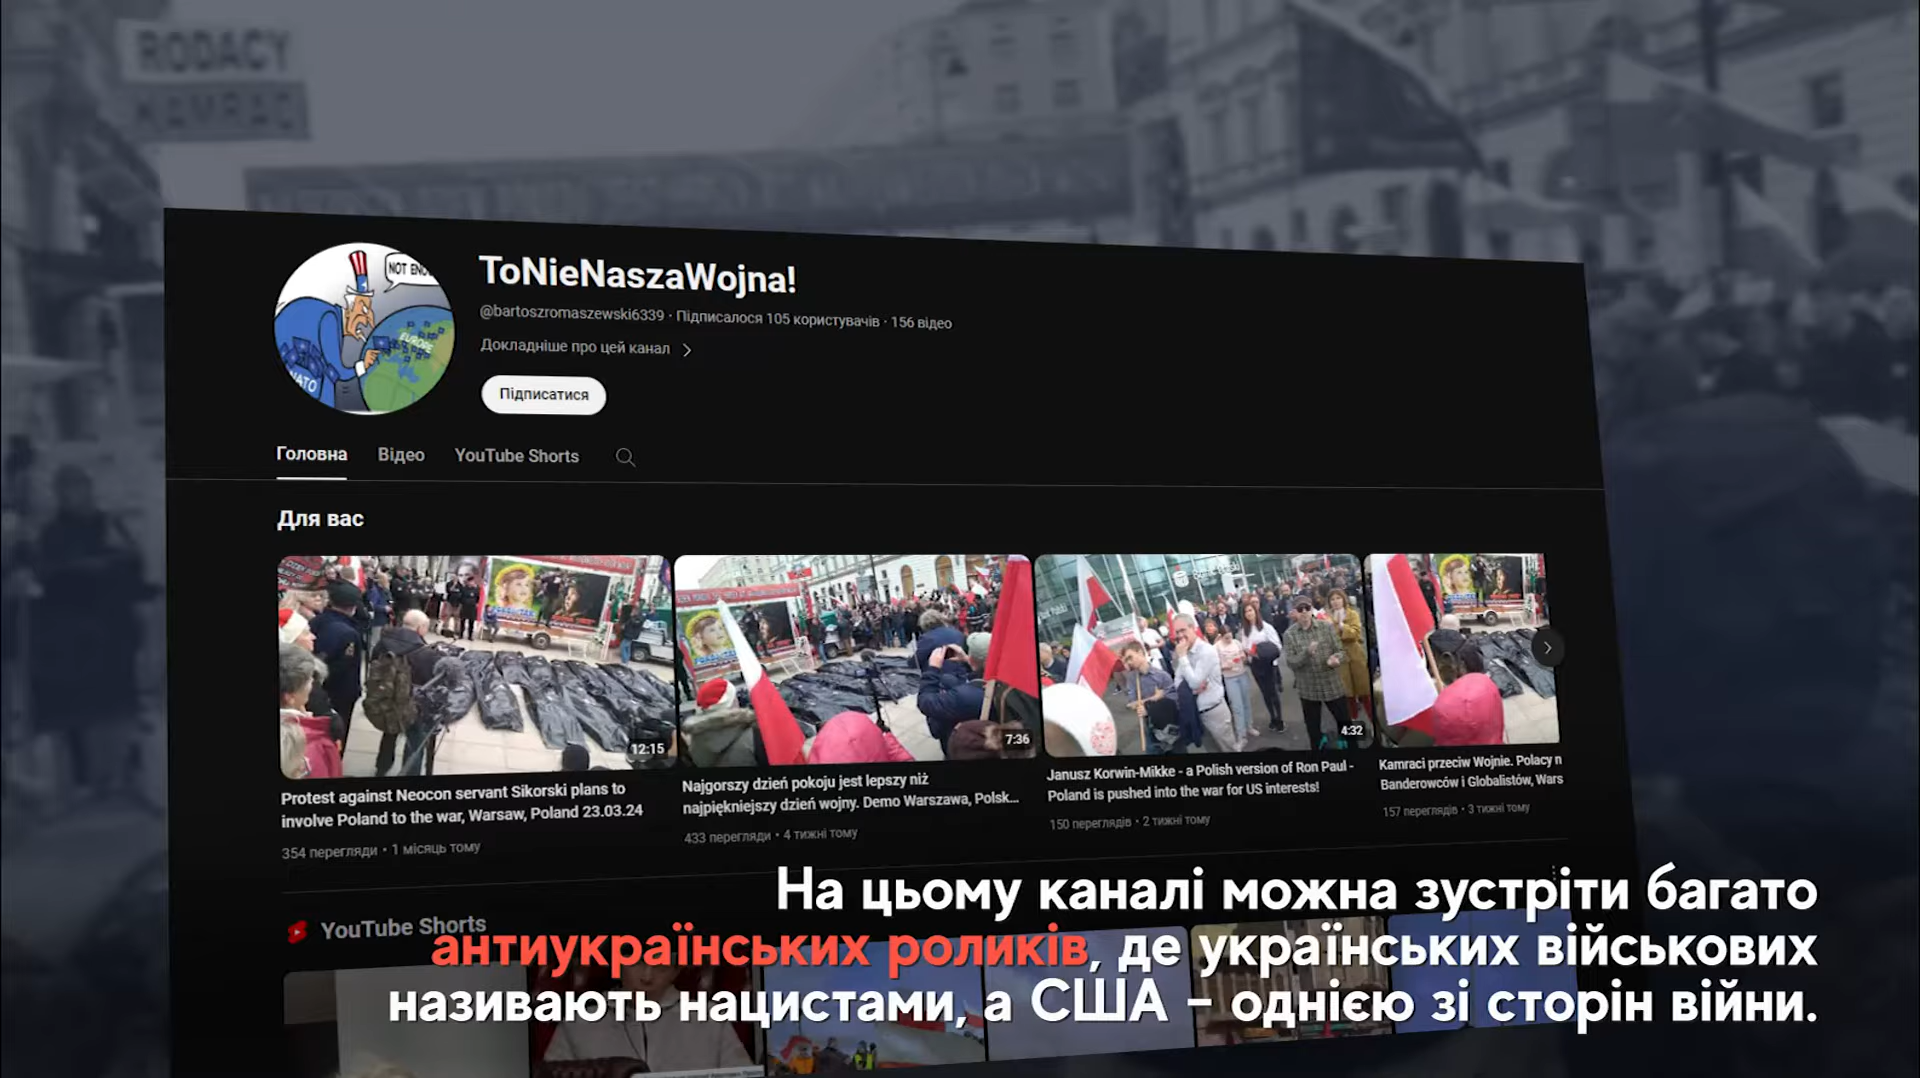 RODACY
KAMRACI
NOT ENO
EUROPE
NATO
ToNieNaszaWojna!
@bartoszromaszewski6339 · Підписалося 105 користувачів · 156 відео
Докладніше про цей канал
Підписатися
Головна Відео YouTube Shorts
Для вас
12:15
7:36
4:32
Protest against Neocon servant Sikorski plans to
involve Poland to the war, Warsaw, Poland 23.03.24
354 перегляди • 1 місяць тому
Najgorszy dzień pokoju jest lepszy niż
najpiękniejszy dzień wojny. Demo Warszawa, Polsk...
433 перегляди • 4 тижні тому
Janusz Korwin-Mikke - a Polish version of Ron Paul -
Poland is pushed into the war for US interests!
150 переглядів • 2 тижні тому
Kamraci przeciw Wojnie. Polacy n
Banderowców i Globalistów, Wars
157 переглядів • 3 тижні тому
YouTube Shorts
На цьому каналі можна зустріти багато
антиукраїнських роликів, де українських військових
називають нацистами, а США – однією зі сторін війни.